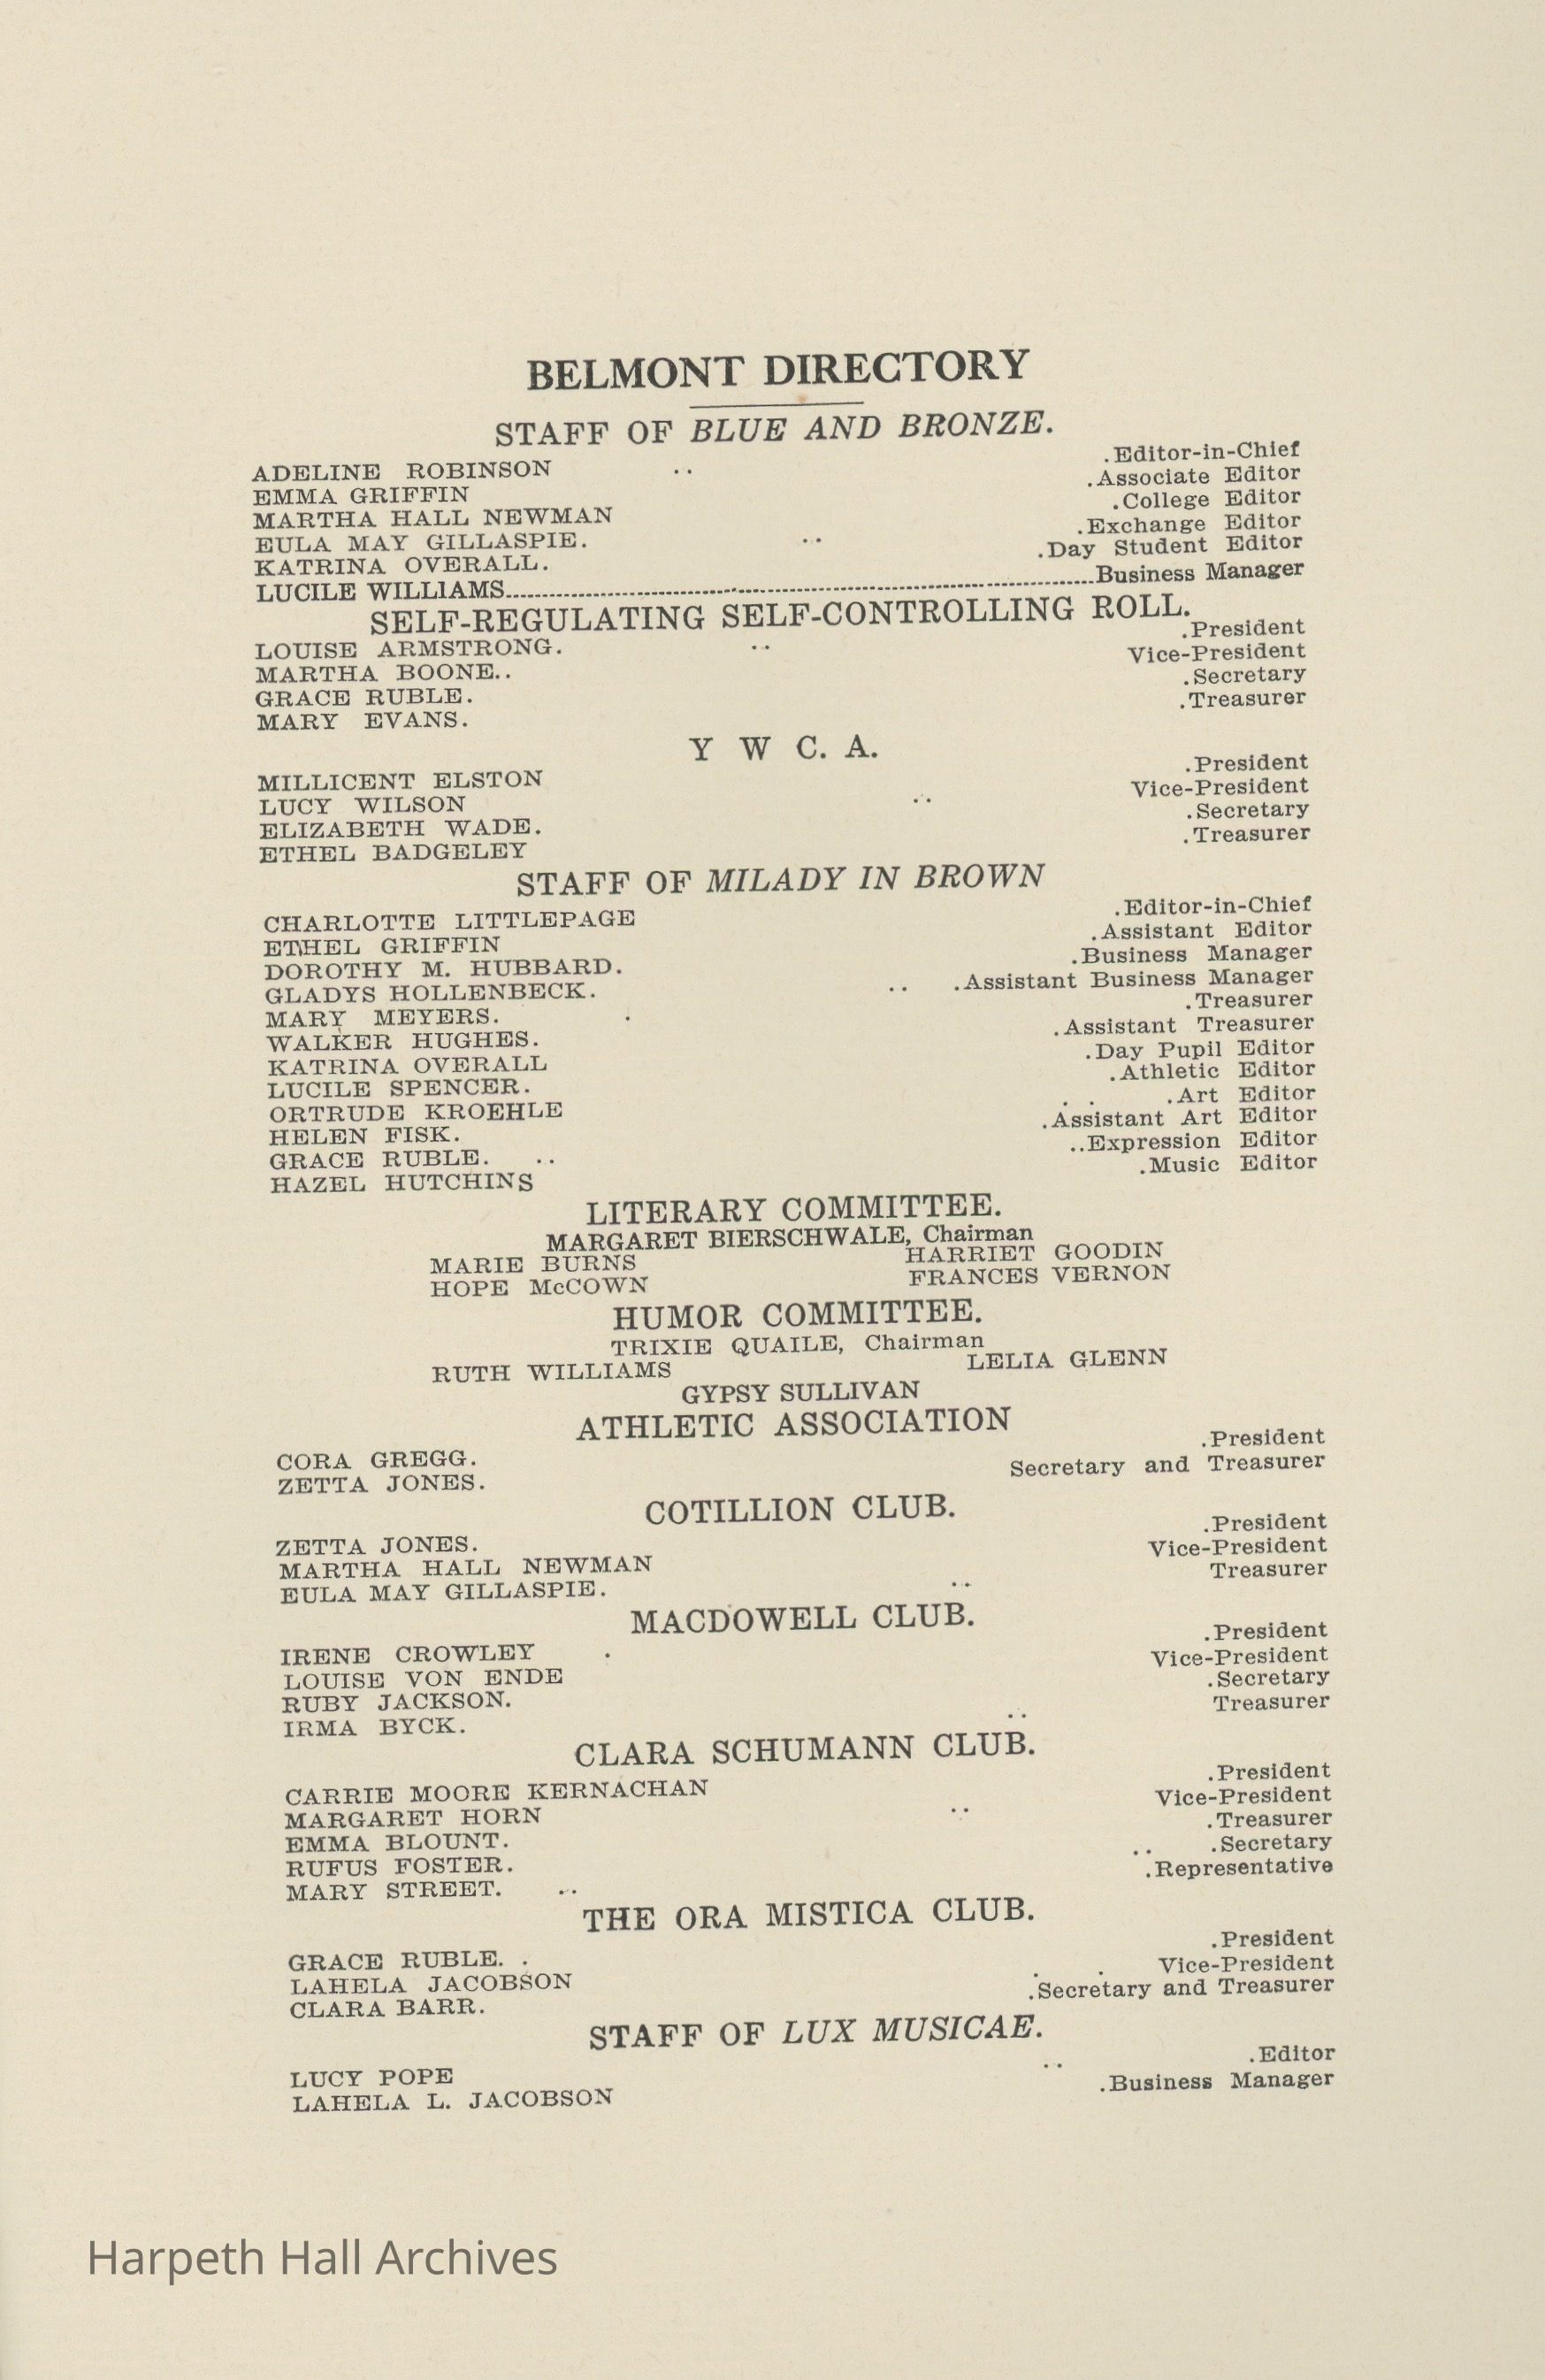 BELMONT DIRECTORY
STAFF OF BLUE AND BRONZE.
ADELINE ROBINSON .. .Editor-in-Chief
EMMA GRIFFIN .Associate Editor
MARTHA HALL NEWMAN .College Editor
EULA MAY GILLASPIE. .. .Exchange Editor
KATRINA OVERALL. .Day Student Editor
LUCILE WILLIAMS...........Business Manager
SELF-REGULATING SELF-CONTROLLING ROLL.
LOUISE ARMSTRONG. .. .President
MARTHA BOONE.. Vice-President
GRACE RUBLE. .Secretary
MARY EVANS. .Treasurer
Y W C. A.
MILLICENT ELSTON .President
LUCY WILSON .. Vice-President
ELIZABETH WADE. .Secretary
ETHEL BADGELEY .Treasurer
STAFF OF MILADY IN BROWN
CHARLOTTE LITTLEPAGE .Editor-in-Chief
ETHEL GRIFFIN .Assistant Editor
DOROTHY M. HUBBARD. .Business Manager
GLADYS HOLLENBECK. .. .Assistant Business Manager
MARY MEYERS. . .Treasurer
WALKER HUGHES. .Assistant Treasurer
KATRINA OVERALL .Day Pupil Editor
LUCILE SPENCER. .Athletic Editor
ORTRUDE KROEHLE . . .Art Editor
HELEN FISK. .Assistant Art Editor
GRACE RUBLE. .. ..Expression Editor
HAZEL HUTCHINS .Music Editor
LITERARY COMMITTEE.
MARGARET BIERSCHWALE, Chairman
MARIE BURNS HARRIET GOODIN
HOPE McCOWN FRANCES VERNON
HUMOR COMMITTEE.
TRIXIE QUAILE, Chairman
RUTH WILLIAMS LELIA GLENN
GYPSY SULLIVAN
ATHLETIC ASSOCIATION
CORA GREGG. .President
ZETTA JONES. Secretary and Treasurer
COTILLION CLUB.
ZETTA JONES. .President
MARTHA HALL NEWMAN Vice-President
EULA MAY GILLASPIE. .. Treasurer
MACDOWELL CLUB.
IRENE CROWLEY . .President
LOUISE VON ENDE Vice-President
RUBY JACKSON. .Secretary
IRMA BYCK. .. Treasurer
CLARA SCHUMANN CLUB.
CARRIE MOORE KERNACHAN .President
MARGARET HORN .. Vice-President
EMMA BLOUNT. .Treasurer
RUFUS FOSTER. .. .Secretary
MARY STREET. .. .Representative
THE ORA MISTICA CLUB.
GRACE RUBLE. . .President
LAHELA JACOBSON . . Vice-President
CLARA BARR. .Secretary and Treasurer
STAFF OF LUX MUSICAE.
LUCY POPE .. .Editor
LAHELA L. JACOBSON .Business Manager
Harpeth Hall Archives